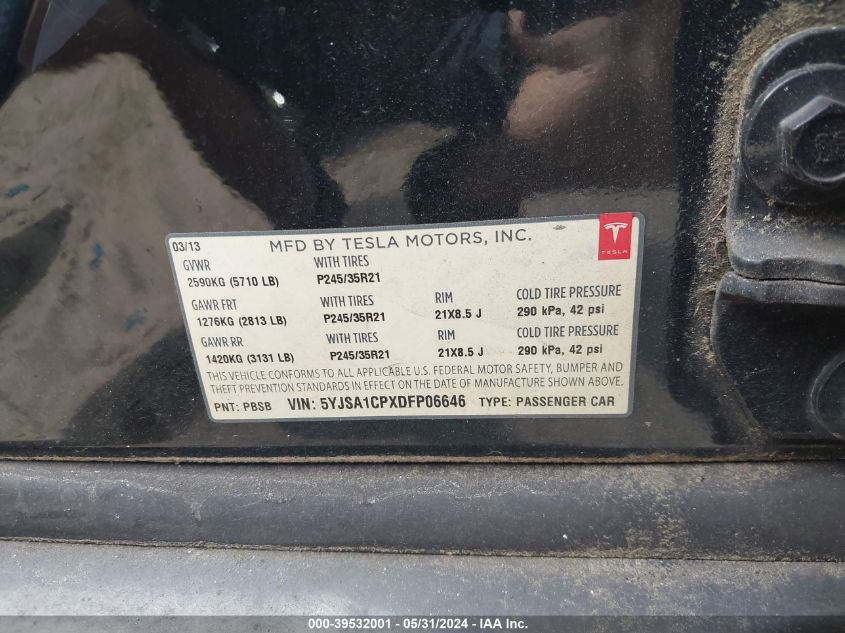 03/13 MFD BY TESLA MOTORS, INC.
TESLA
GVWR WITH TIRES
2590KG (5710 LB) P245/35R21
GAWR FRT WITH TIRES RIM COLD TIRE PRESSURE
1276KG (2813 LB) P245/35R21 21X8.5 J 290 kPa, 42 psi
GAWR RR WITH TIRES RIM COLD TIRE PRESSURE
1420KG (3131 LB) P245/35R21 21X8.5 J 290 kPa, 42 psi
THIS VEHICLE CONFORMS TO ALL APPLICABLE U.S. FEDERAL MOTOR SAFETY, BUMPER AND
THEFT PREVENTION STANDARDS IN EFFECT ON THE DATE OF MANUFACTURE SHOWN ABOVE.
PNT: PBSB VIN: 5YJSA1CPXDFP06646 TYPE: PASSENGER CAR
000-39532001 - 05/31/2024 - IAA Inc.